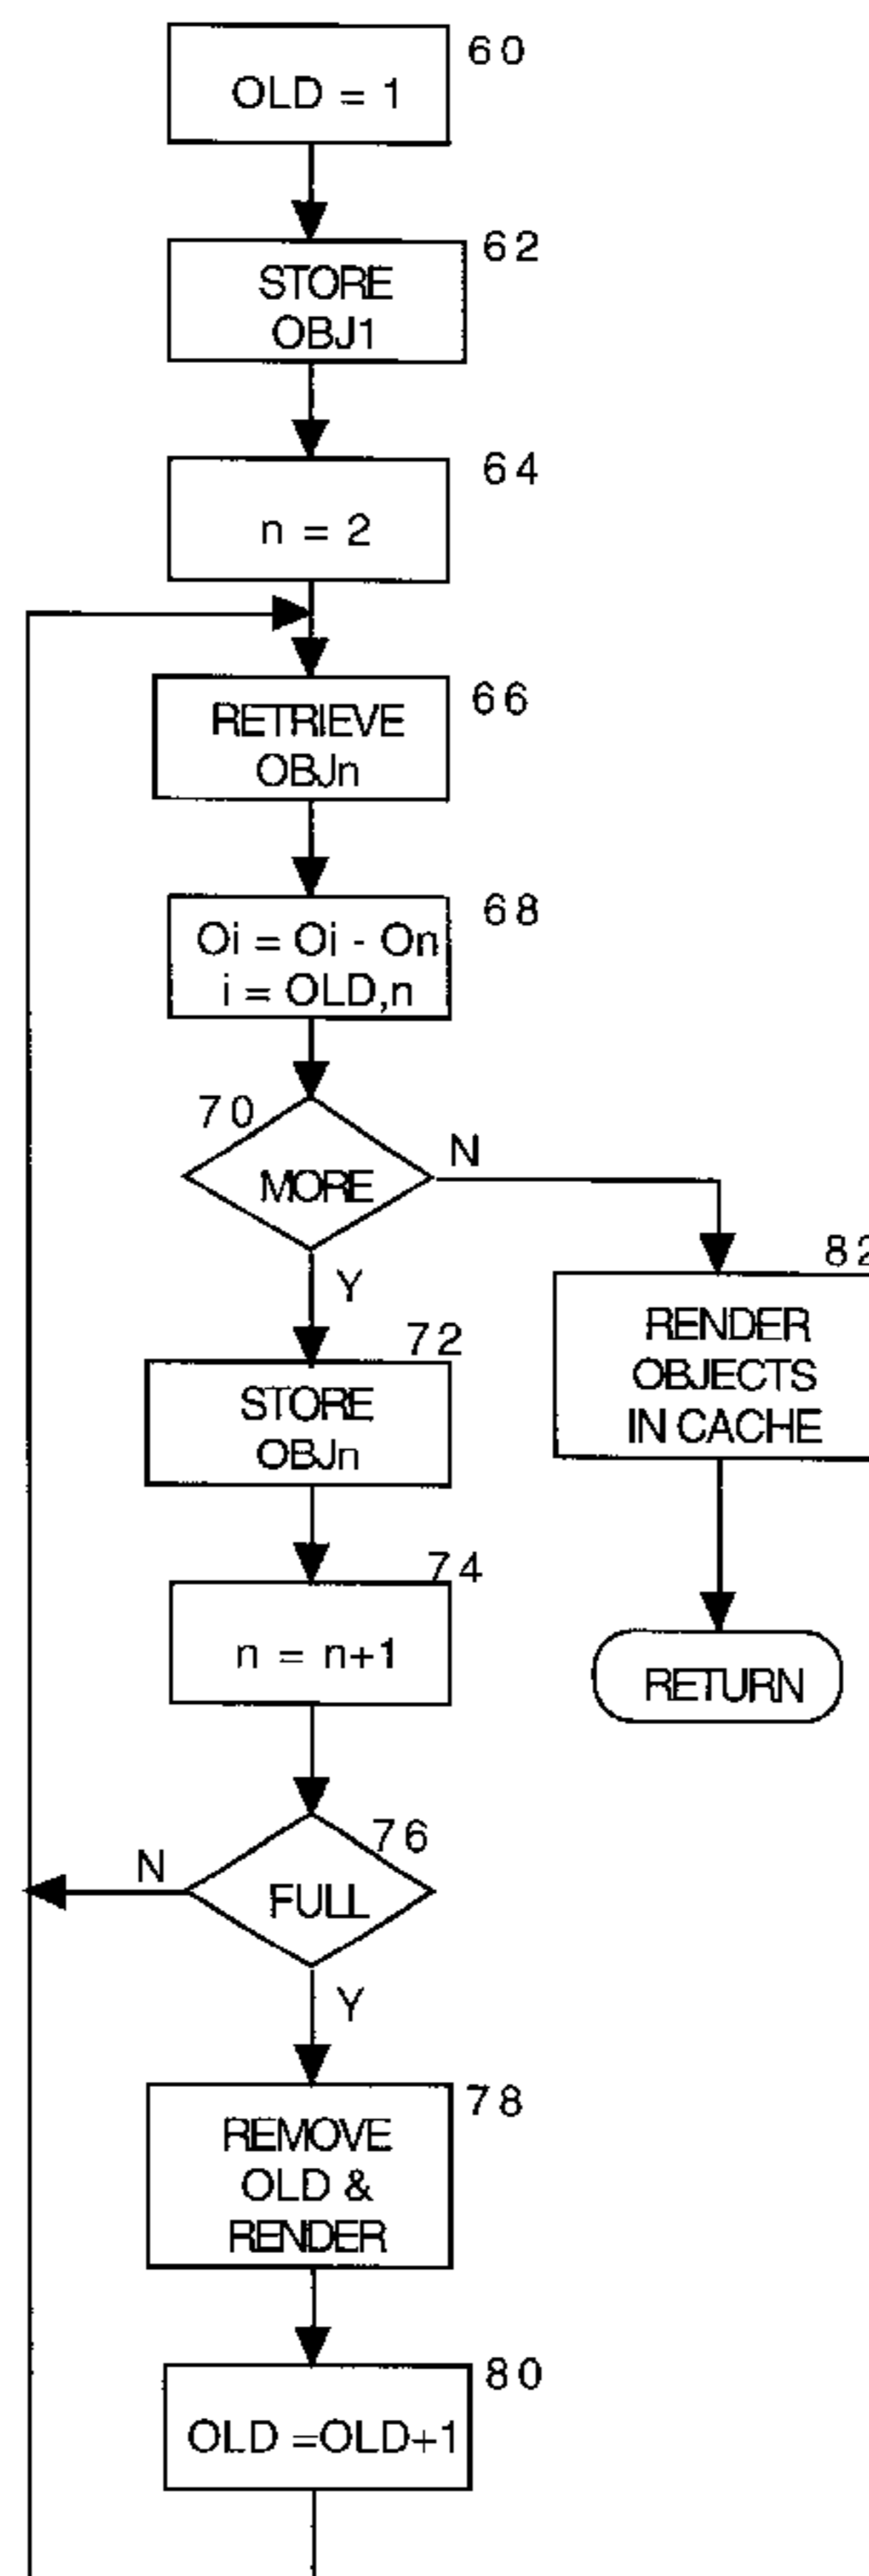 60
OLD = 1
62
STORE
OBJ1
64
n = 2
66
RETRIEVE
OBJn
68
Oi = Oi - On
i = OLD,n
70
MORE
N
Y
82
RENDER
OBJECTS
IN CACHE
72
STORE
OBJn
74
n = n+1
RETURN
76
N
FULL
Y
78
REMOVE
OLD &
RENDER
80
OLD =OLD+1